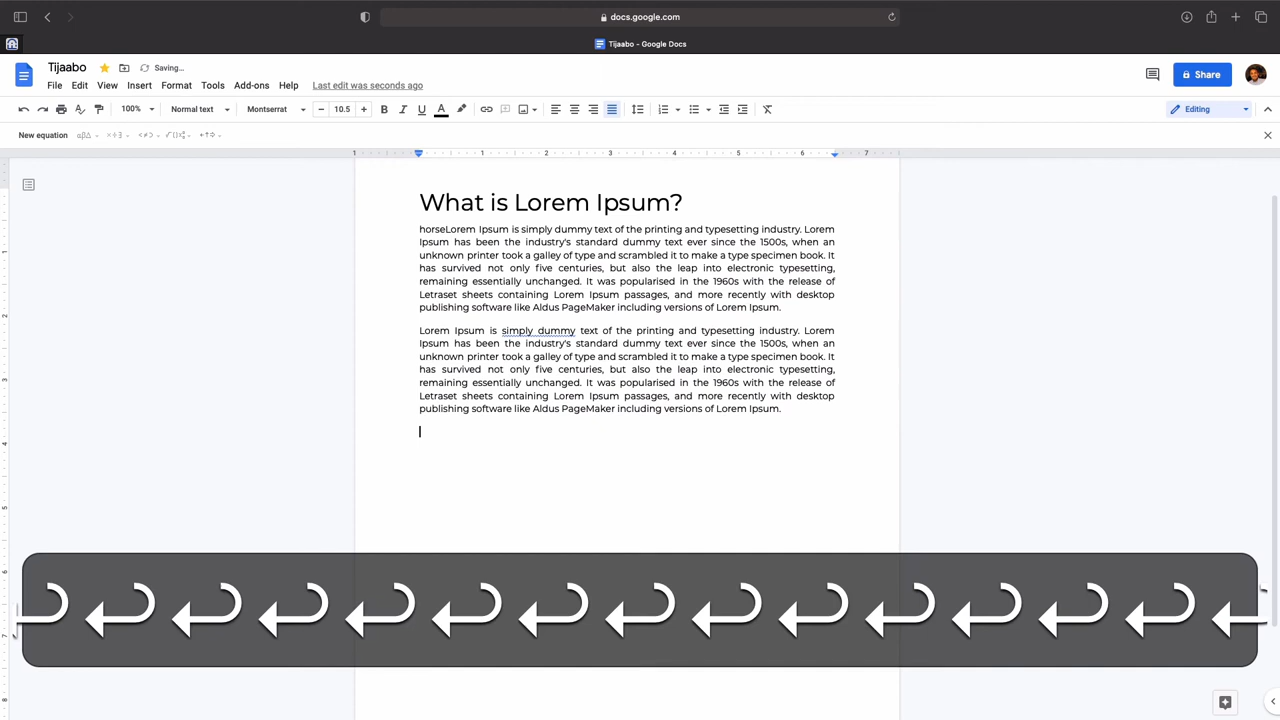 docs.google.com
Tijaabo - Google Docs
Tijaabo
Saving...
File Edit View Insert Format Tools Add-ons Help Last edit was seconds ago
Share
100% Normal text Montserrat 10.5 Editing
New equation
1 1 2 3 4 5 6 7
What is Lorem Ipsum?
horseLorem Ipsum is simply dummy text of the printing and typesetting industry. Lorem
Ipsum has been the industry's standard dummy text ever since the 1500s, when an
unknown printer took a galley of type and scrambled it to make a type specimen book. It
has survived not only five centuries, but also the leap into electronic typesetting,
remaining essentially unchanged. It was popularised in the 1960s with the release of
Letraset sheets containing Lorem Ipsum passages, and more recently with desktop
publishing software like Aldus PageMaker including versions of Lorem Ipsum.
Lorem Ipsum is simply dummy text of the printing and typesetting industry. Lorem
Ipsum has been the industry's standard dummy text ever since the 1500s, when an
unknown printer took a galley of type and scrambled it to make a type specimen book. It
has survived not only five centuries, but also the leap into electronic typesetting,
remaining essentially unchanged. It was popularised in the 1960s with the release of
Letraset sheets containing Lorem Ipsum passages, and more recently with desktop
publishing software like Aldus PageMaker including versions of Lorem Ipsum.